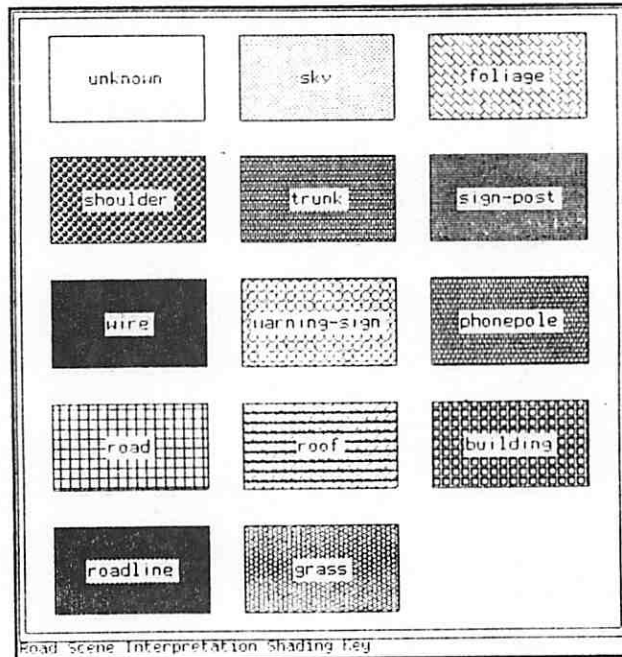 unknown
sky
foliage
shoulder
trunk
sign-post
wire
warning-sign
phonepole
road
roof
building
roadline
grass
Road Scene Interpretation Shading Key